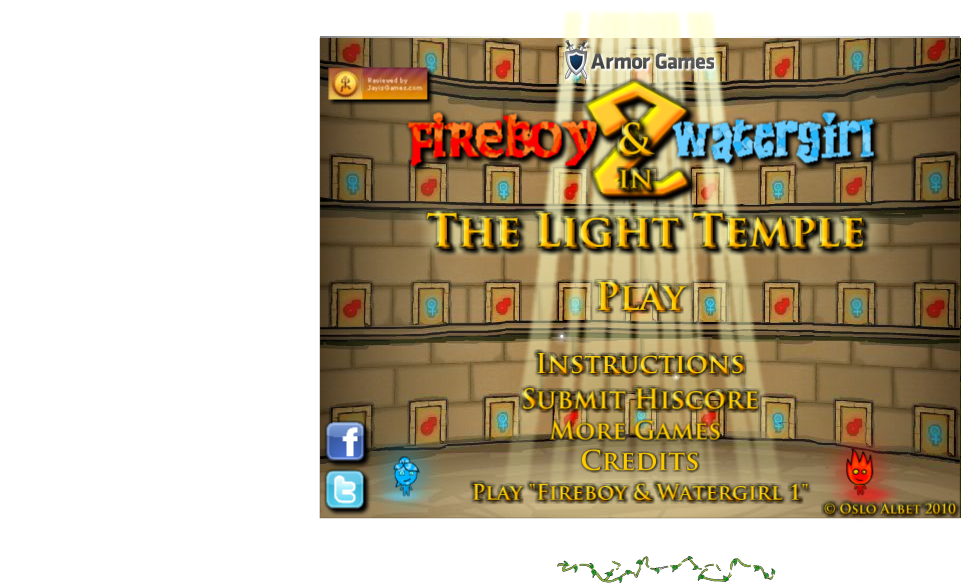 Armor Games
Reviewed by
JayisGames.com
Fireboy & Watergirl
2
in
The Light Temple
Play
Instructions
Submit Hiscore
More Games
Credits
Play "Fireboy & Watergirl 1"
© Oslo Albet 2010
f
t